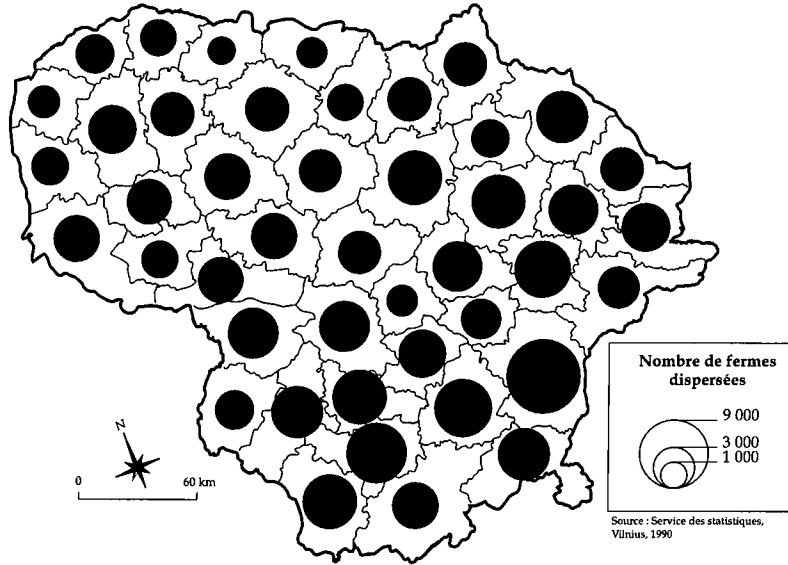 Nombre de fermes
dispersées
9 000
3 000
1 000
N
0 60 km
Source : Service des statistiques,
Vilnius, 1990